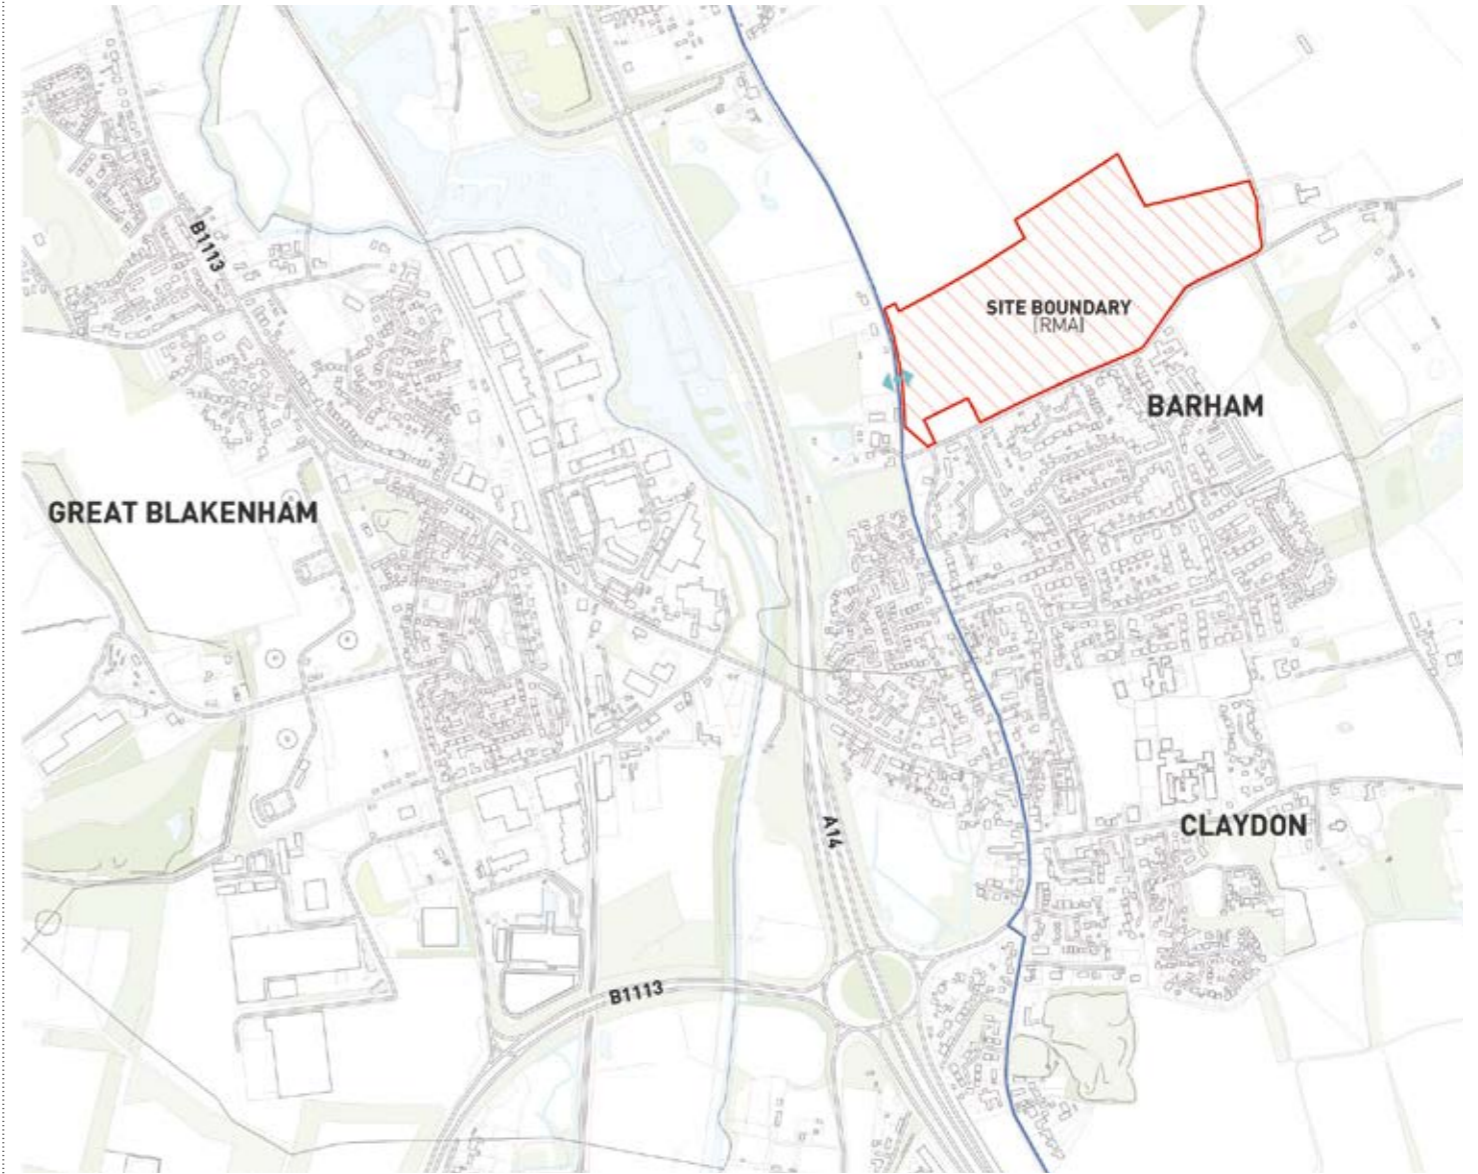 B1113
SITE BOUNDARY
[RMA]
BARHAM
GREAT BLAKENHAM
A14
CLAYDON
B1113